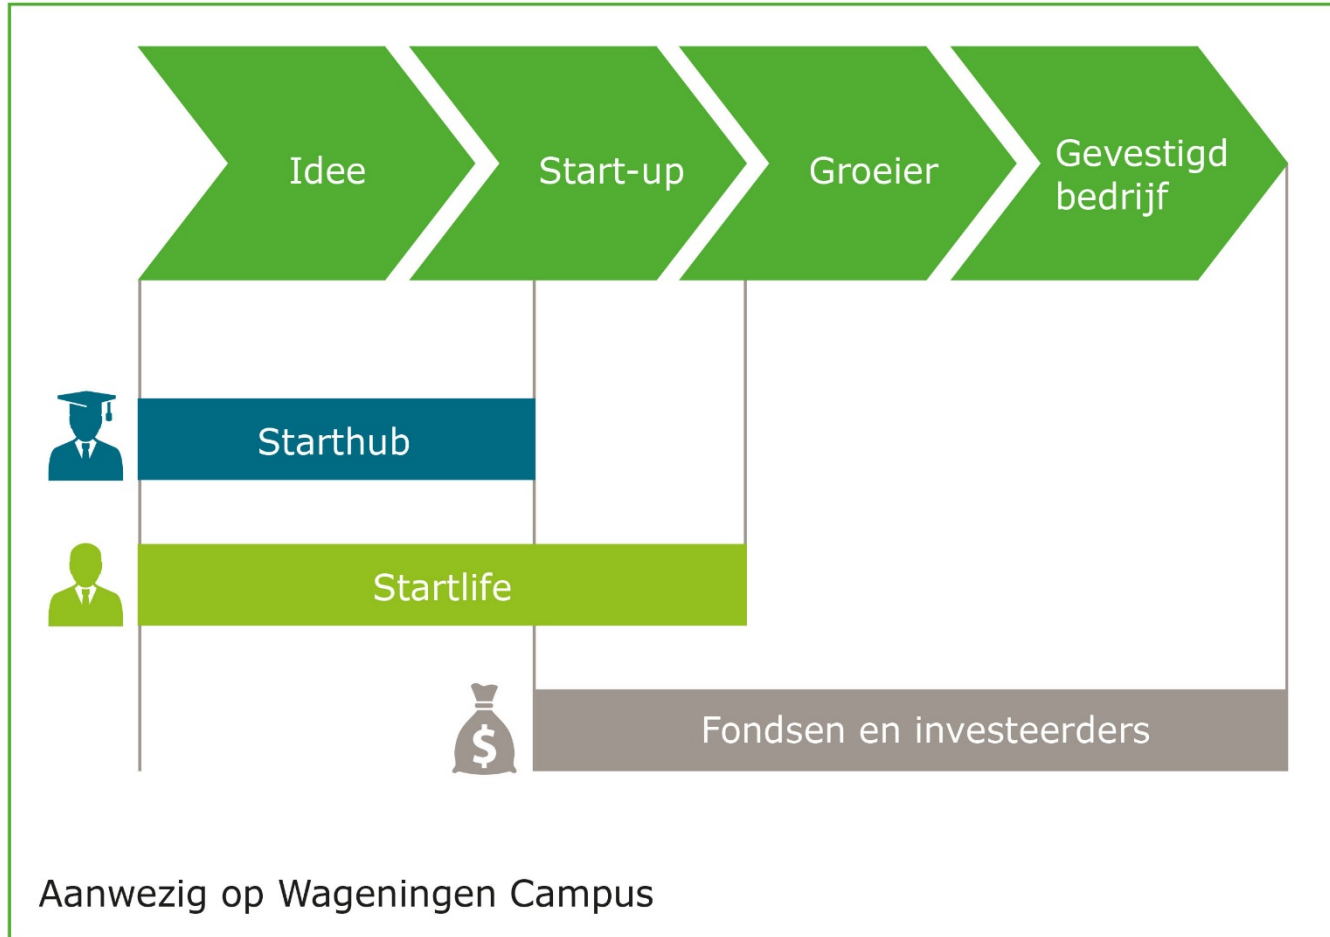 Idee
Start-up
Groeier
Gevestigd
bedrijf
Starthub
Startlife
$
Fondsen en investeerders
Aanwezig op Wageningen Campus